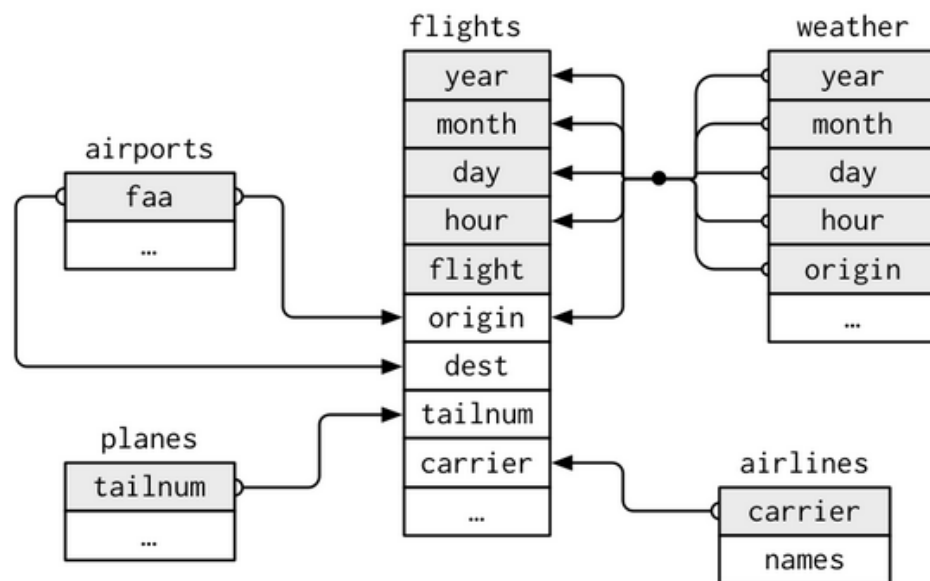 flights
year
month
day
hour
flight
origin
dest
tailnum
carrier
…
weather
year
month
day
hour
origin
…
airports
faa
…
planes
tailnum
…
airlines
carrier
names